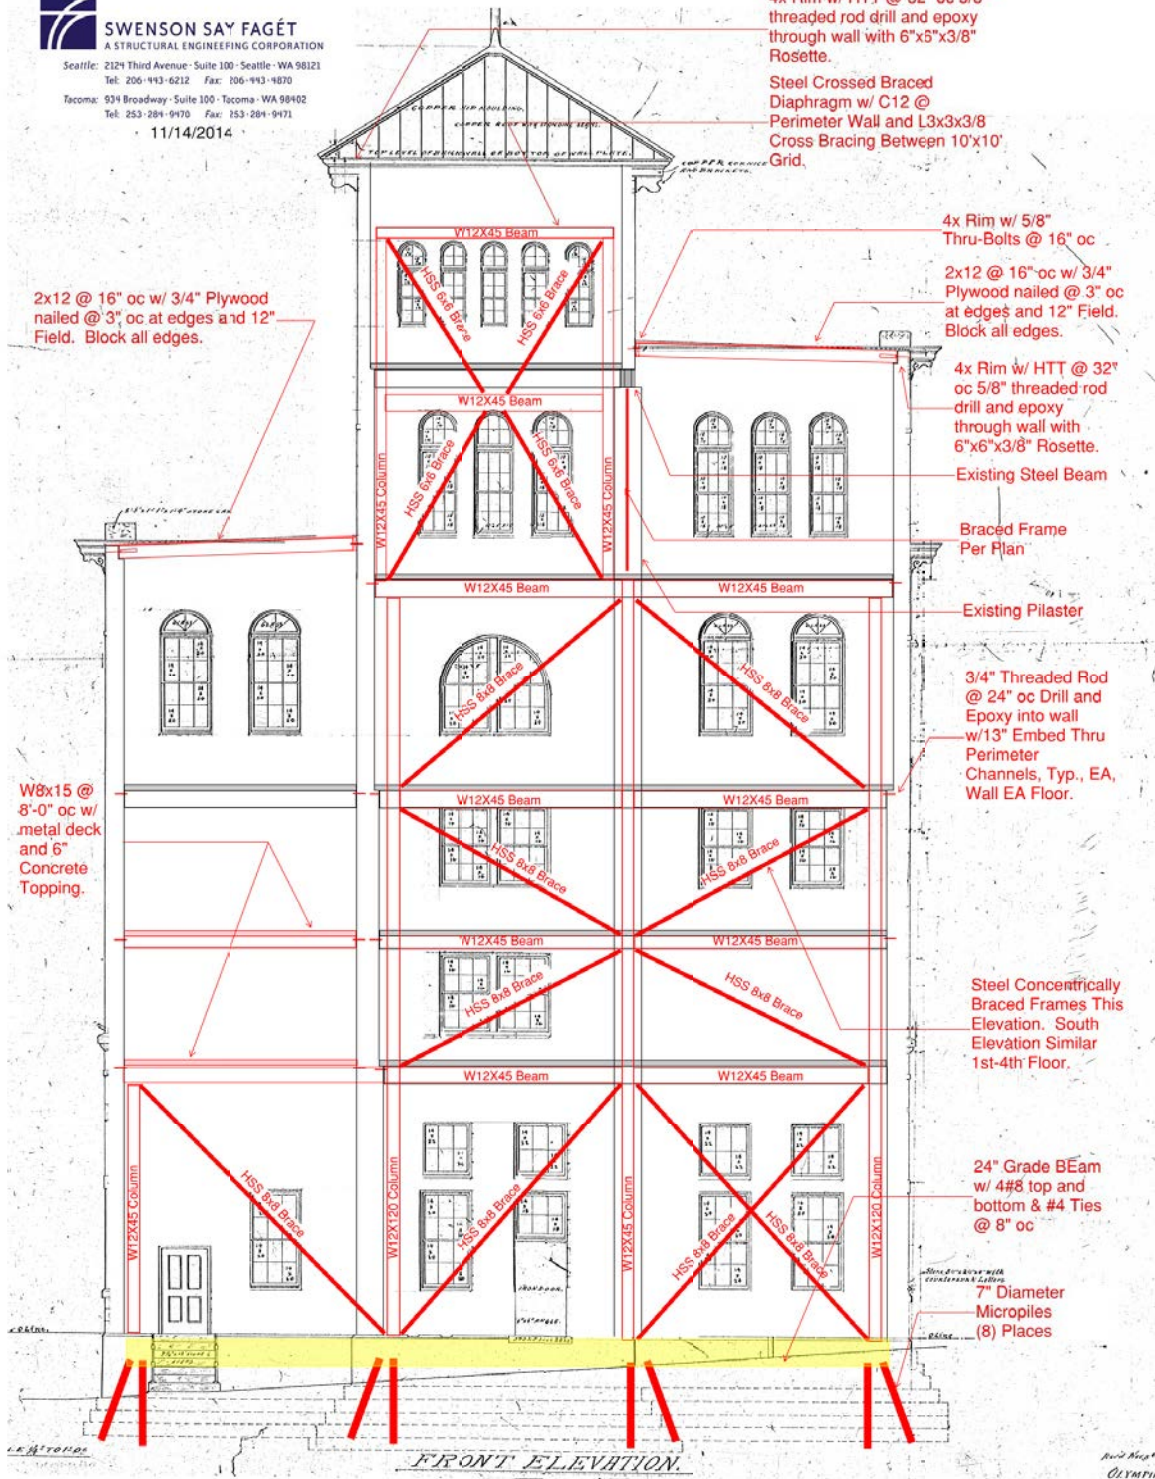 SWENSON SAY FAGÉT
A STRUCTURAL ENGINEERING CORPORATION
Seattle: 2124 Third Avenue · Suite 100 · Seattle · WA 98121
Tel: 206·443·6212 Fax: 206·443·4870
Tacoma: 934 Broadway · Suite 100 · Tacoma · WA 98402
Tel: 253·284·9470 Fax: 253·284·9471
11/14/2014
threaded rod drill and epoxy
through wall with 6"x6"x3/8"
Rosette.
Steel Crossed Braced
Diaphragm w/ C12 @
Perimeter Wall and L3x3x3/8
Cross Bracing Between 10'x10'
Grid.
W12X45 Beam
HSS 6x6 Brace
HSS 6x6 Brace
4x Rim w/ 5/8"
Thru-Bolts @ 16" oc
2x12 @ 16" oc w/ 3/4" Plywood
nailed @ 3" oc at edges and 12"
Field. Block all edges.
2x12 @ 16" oc w/ 3/4"
Plywood nailed @ 3" oc
at edges and 12" Field.
Block all edges.
4x Rim w/ HTT @ 32"
oc 5/8" threaded rod
drill and epoxy
through wall with
6"x6"x3/8" Rosette.
W12X45 Beam
HSS 6x6 Brace
HSS 6x6 Brace
W12X45 Column
W12X45 Column
Existing Steel Beam
Braced Frame
Per Plan
W12X45 Beam
W12X45 Beam
Existing Pilaster
HSS 8x8 Brace
HSS 8x8 Brace
3/4" Threaded Rod
@ 24" oc Drill and
Epoxy into wall
w/13" Embed Thru
Perimeter
Channels, Typ., EA,
Wall EA Floor.
W8x15 @
8'-0" oc w/
metal deck
and 6"
Concrete
Topping.
W12X45 Beam
W12X45 Beam
HSS 8x8 Brace
HSS 8x8 Brace
W12X45 Beam
W12X45 Beam
HSS 8x8 Brace
HSS 8x8 Brace
Steel Concentrically
Braced Frames This
Elevation. South
Elevation Similar
1st-4th Floor.
W12X45 Beam
W12X45 Beam
W12X45 Column
HSS 8x8 Brace
W12X120 Column
HSS 8x8 Brace
W12X45 Column
HSS 8x8 Brace
HSS 8x8 Brace
W12X120 Column
24" Grade BEam
w/ 4#8 top and
bottom & #4 Ties
@ 8" oc
IRON DOOR.
7" Diameter
Micropiles
(8) Places
FRONT ELEVATION.